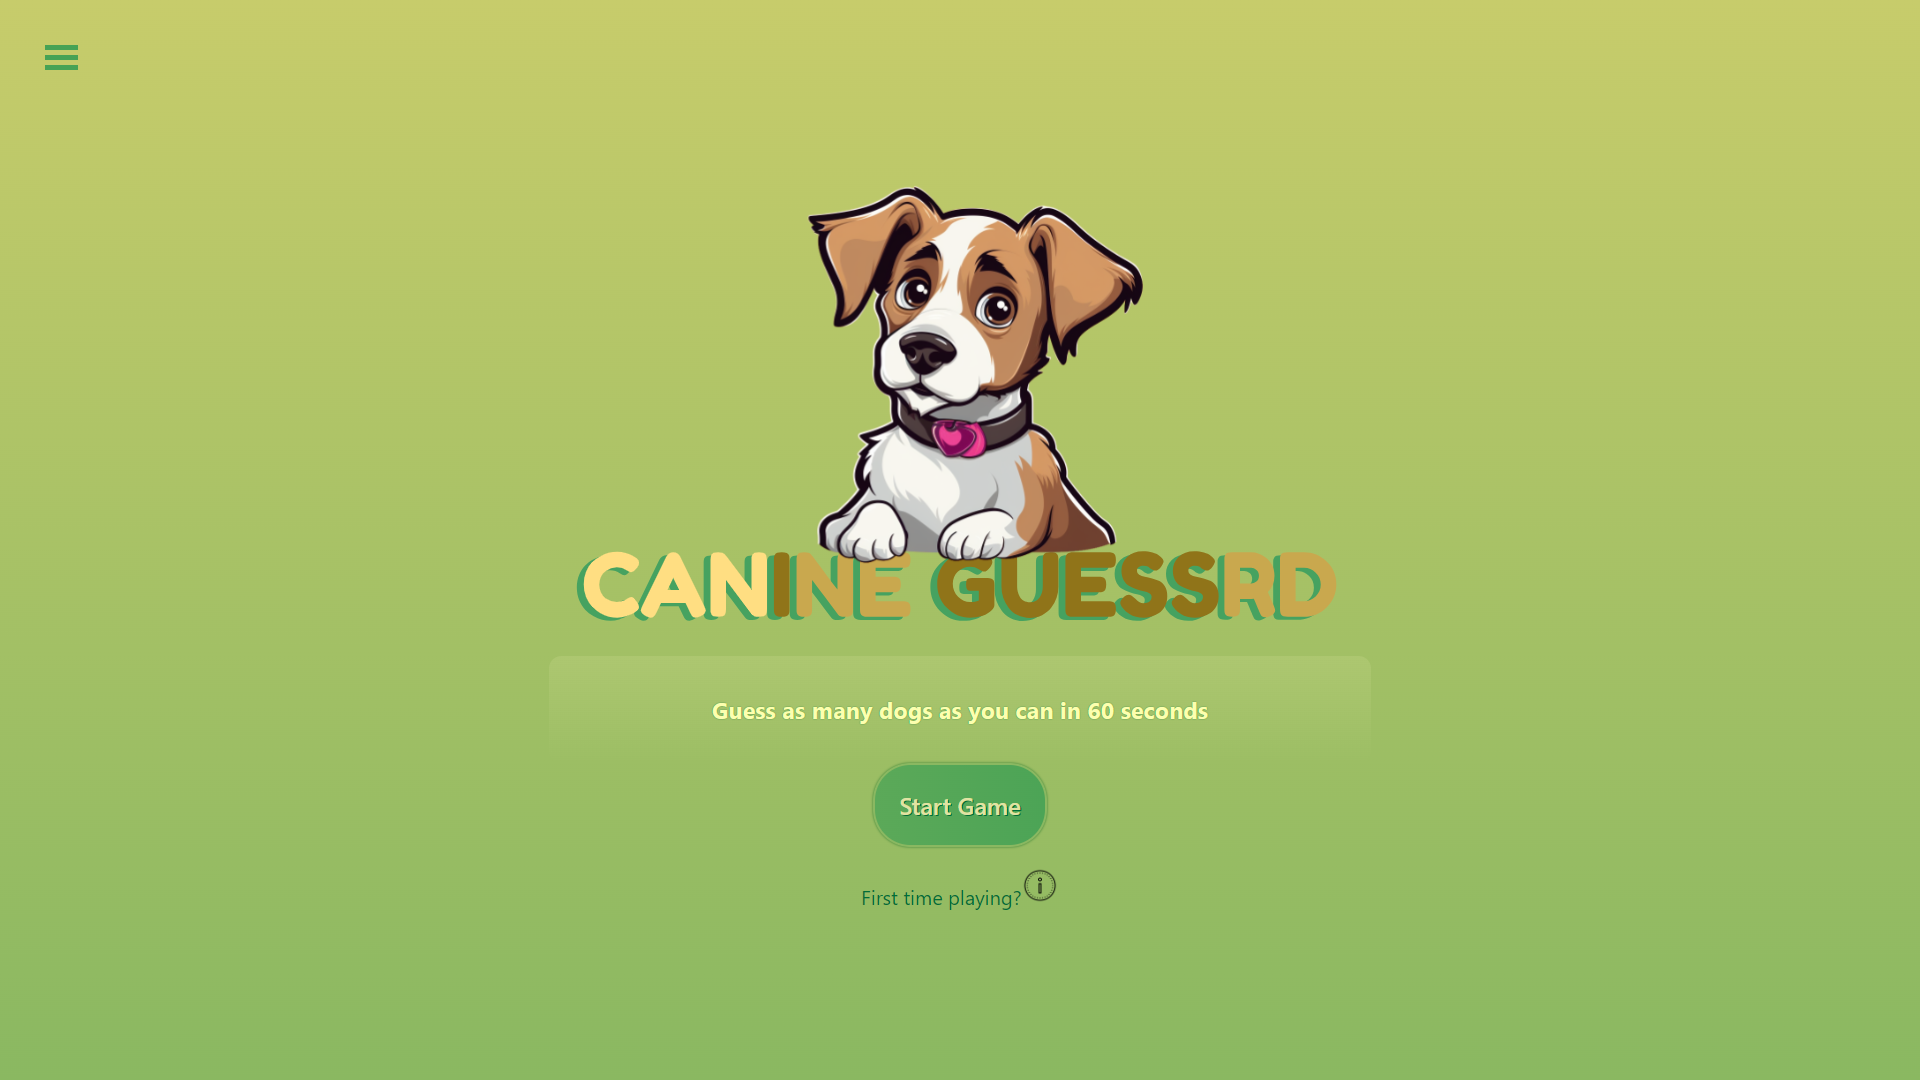 CANINE GUESSRD
Guess as many dogs as you can in 60 seconds
Start Game
First time playing?